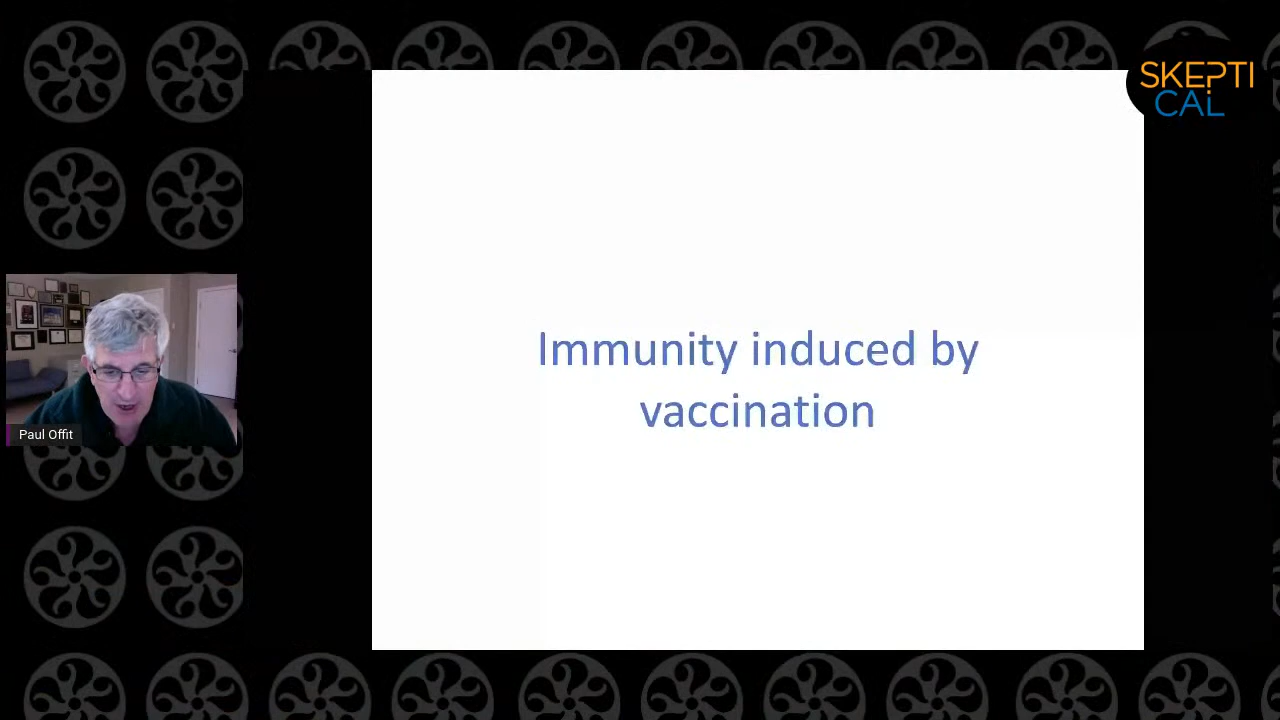 SKEPTI
CAL
Immunity induced by
vaccination
Paul Offit